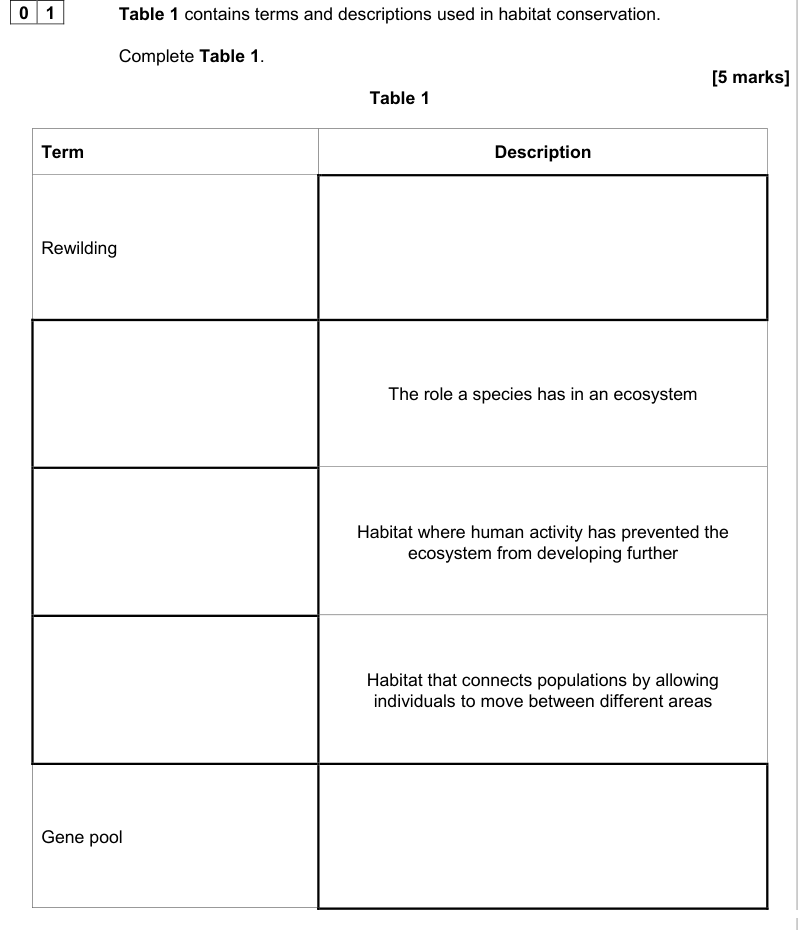 0 1
Table 1 contains terms and descriptions used in habitat conservation.
Complete Table 1.
[5 marks]
Table 1
Term
Description
Rewilding
The role a species has in an ecosystem
Habitat where human activity has prevented the
ecosystem from developing further
Habitat that connects populations by allowing
individuals to move between different areas
Gene pool